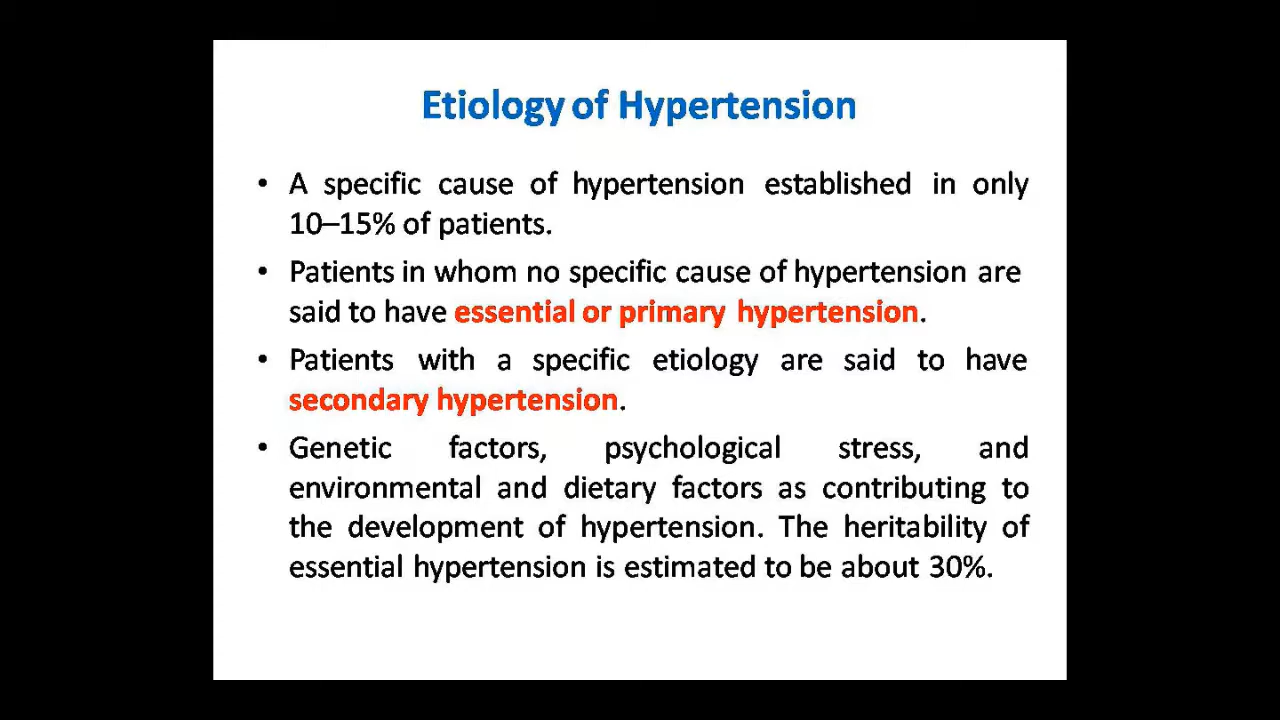 Etiology of Hypertension
• A specific cause of hypertension established in only
10–15% of patients.
• Patients in whom no specific cause of hypertension are
said to have essential or primary hypertension.
• Patients with a specific etiology are said to have
secondary hypertension.
• Genetic factors, psychological stress, and
environmental and dietary factors as contributing to
the development of hypertension. The heritability of
essential hypertension is estimated to be about 30%.